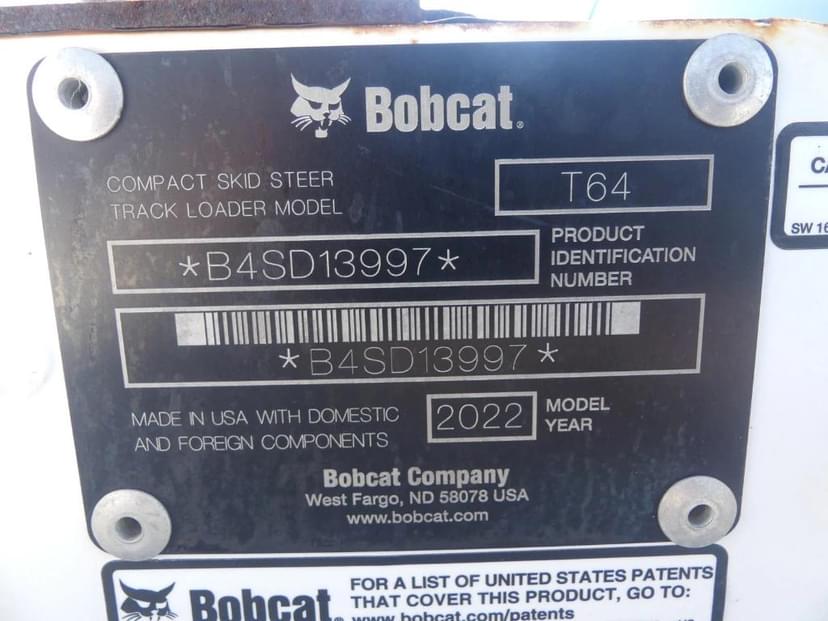 Bobcat®
COMPACT SKID STEER
TRACK LOADER MODEL
T64
*B4SD13997*
PRODUCT
IDENTIFICATION
NUMBER
*B4SD13997*
MADE IN USA WITH DOMESTIC
AND FOREIGN COMPONENTS
2022
MODEL
YEAR
Bobcat Company
West Fargo, ND 58078 USA
www.bobcat.com
SW 16
Bobcat®
FOR A LIST OF UNITED STATES PATENTS
THAT COVER THIS PRODUCT, GO TO:
www.bobcat.com/patents